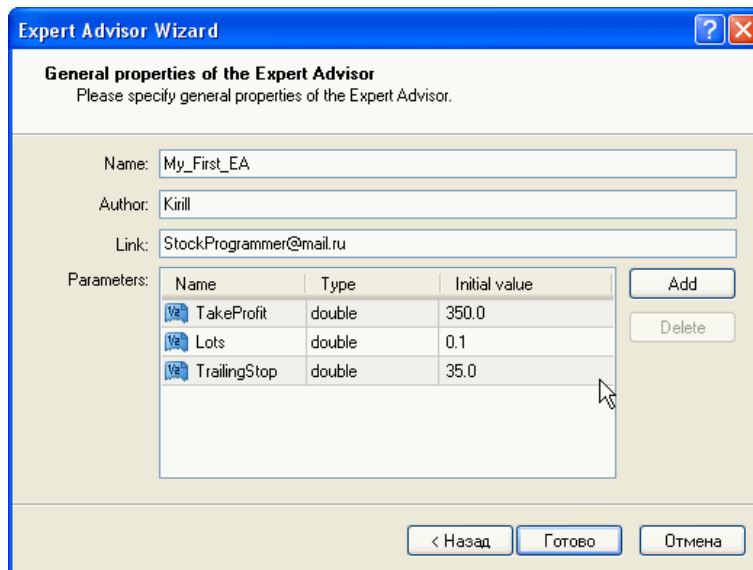 Expert Advisor Wizard
General properties of the Expert Advisor
Please specify general properties of the Expert Advisor.
Name: My_First_EA
Author: Kirill
Link: StockProgrammer@mail.ru
Parameters:
Name Type Initial value
TakeProfit double 350.0
Lots double 0.1
TrailingStop double 35.0
Add
Delete
< Назад Готово Отмена